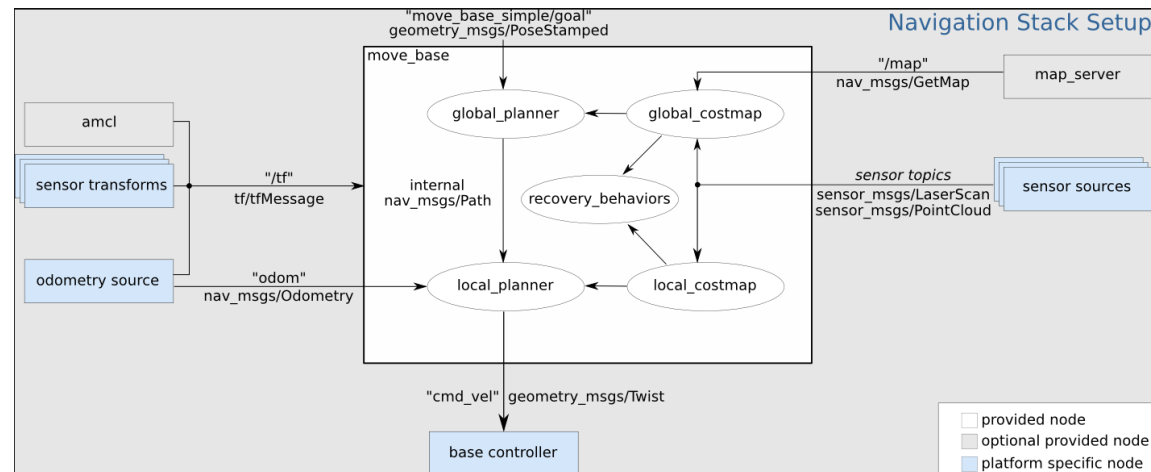 "move_base_simple/goal"
geometry_msgs/PoseStamped
Navigation Stack Setup
move_base
"/map"
nav_msgs/GetMap
map_server
amcl
global_planner
global_costmap
sensor transforms
"/tf"
tf/tfMessage
internal
nav_msgs/Path
recovery_behaviors
sensor topics
sensor_msgs/LaserScan
sensor_msgs/PointCloud
sensor sources
odometry source
"odom"
nav_msgs/Odometry
local_planner
local_costmap
"cmd_vel"
geometry_msgs/Twist
base controller
provided node
optional provided node
platform specific node